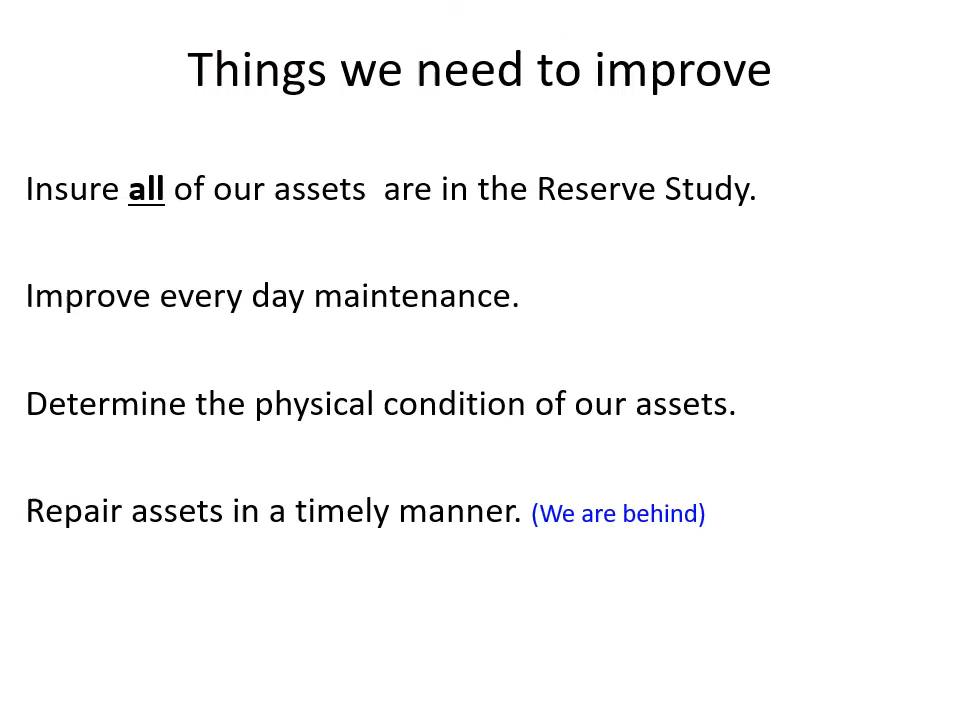 Things we need to improve
Insure all of our assets  are in the Reserve Study.
Improve every day maintenance.
Determine the physical condition of our assets.
Repair assets in a timely manner. (We are behind)